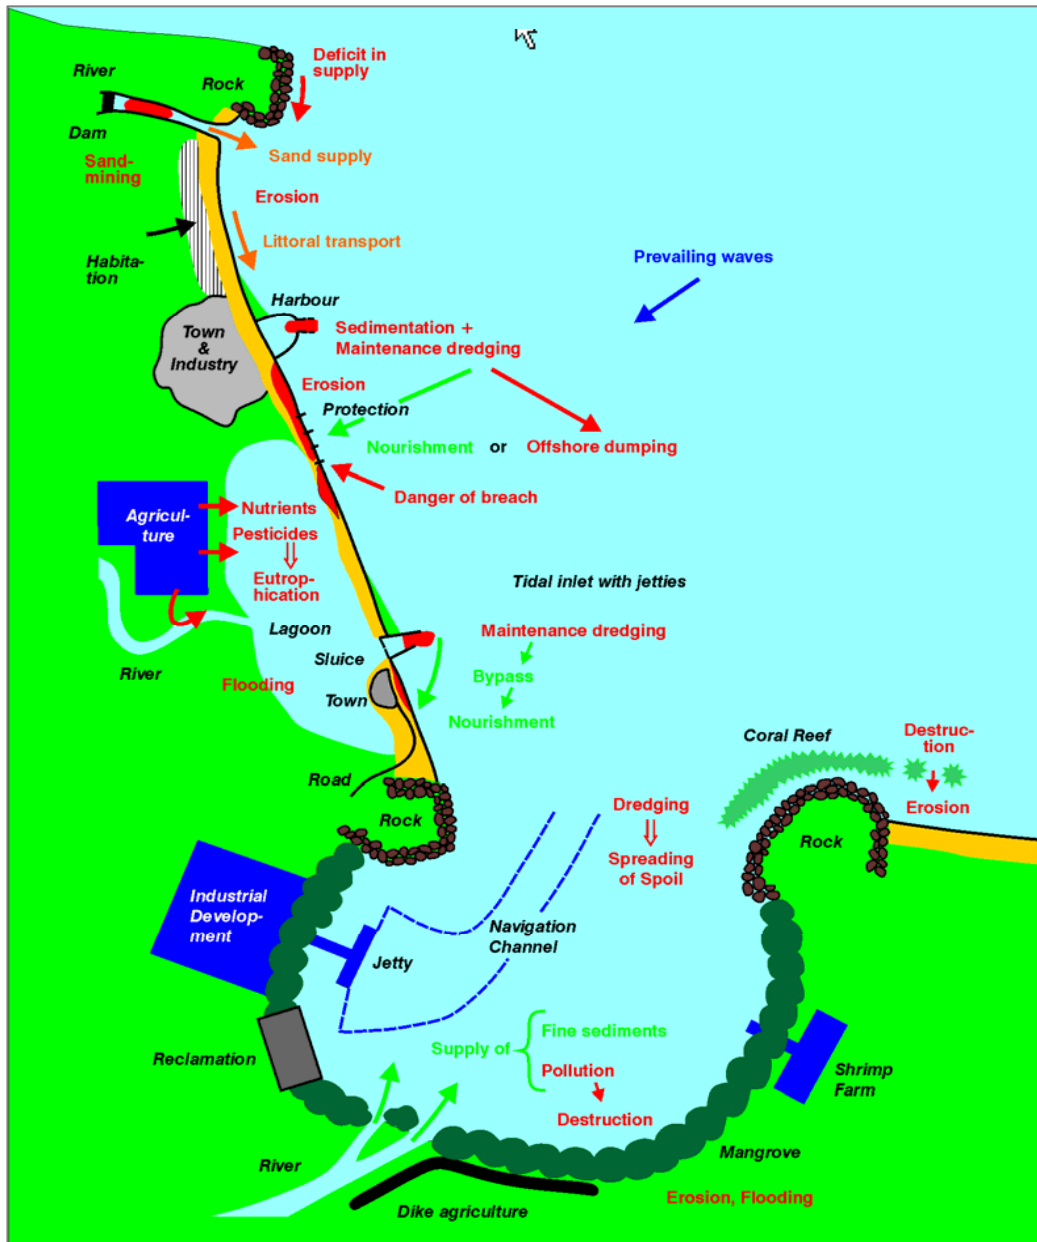 Deficit in
supply
River
Rock
Dam
Sand supply
Sand-
mining
Erosion
Littoral transport
Habita-
tion
Prevailing waves
Harbour
Town
&
Industry
Sedimentation +
Maintenance dredging
Erosion
Protection
Nourishment or Offshore dumping
Danger of breach
Agricul-
ture
Nutrients
Pesticides
Eutrop-
hication
Tidal inlet with jetties
Lagoon
Maintenance dredging
Sluice
River
Bypass
Flooding
Town
Nourishment
Coral Reef
Destruc-
tion
Road
Dredging
Erosion
Rock
Rock
Spreading
of Spoil
Industrial
Develop-
ment
Navigation
Channel
Jetty
Fine sediments
Supply of
Reclamation
Pollution
Shrimp
Farm
Destruction
Mangrove
River
Erosion, Flooding
Dike agriculture